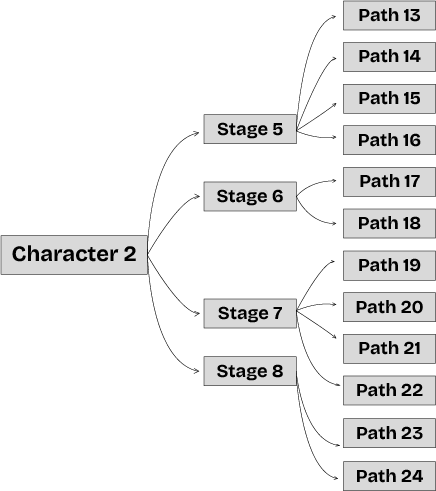 Character 2
Stage 5
Path 13
Path 14
Path 15
Path 16
Stage 6
Path 17
Path 18
Stage 7
Path 19
Path 20
Path 21
Path 22
Stage 8
Path 23
Path 24